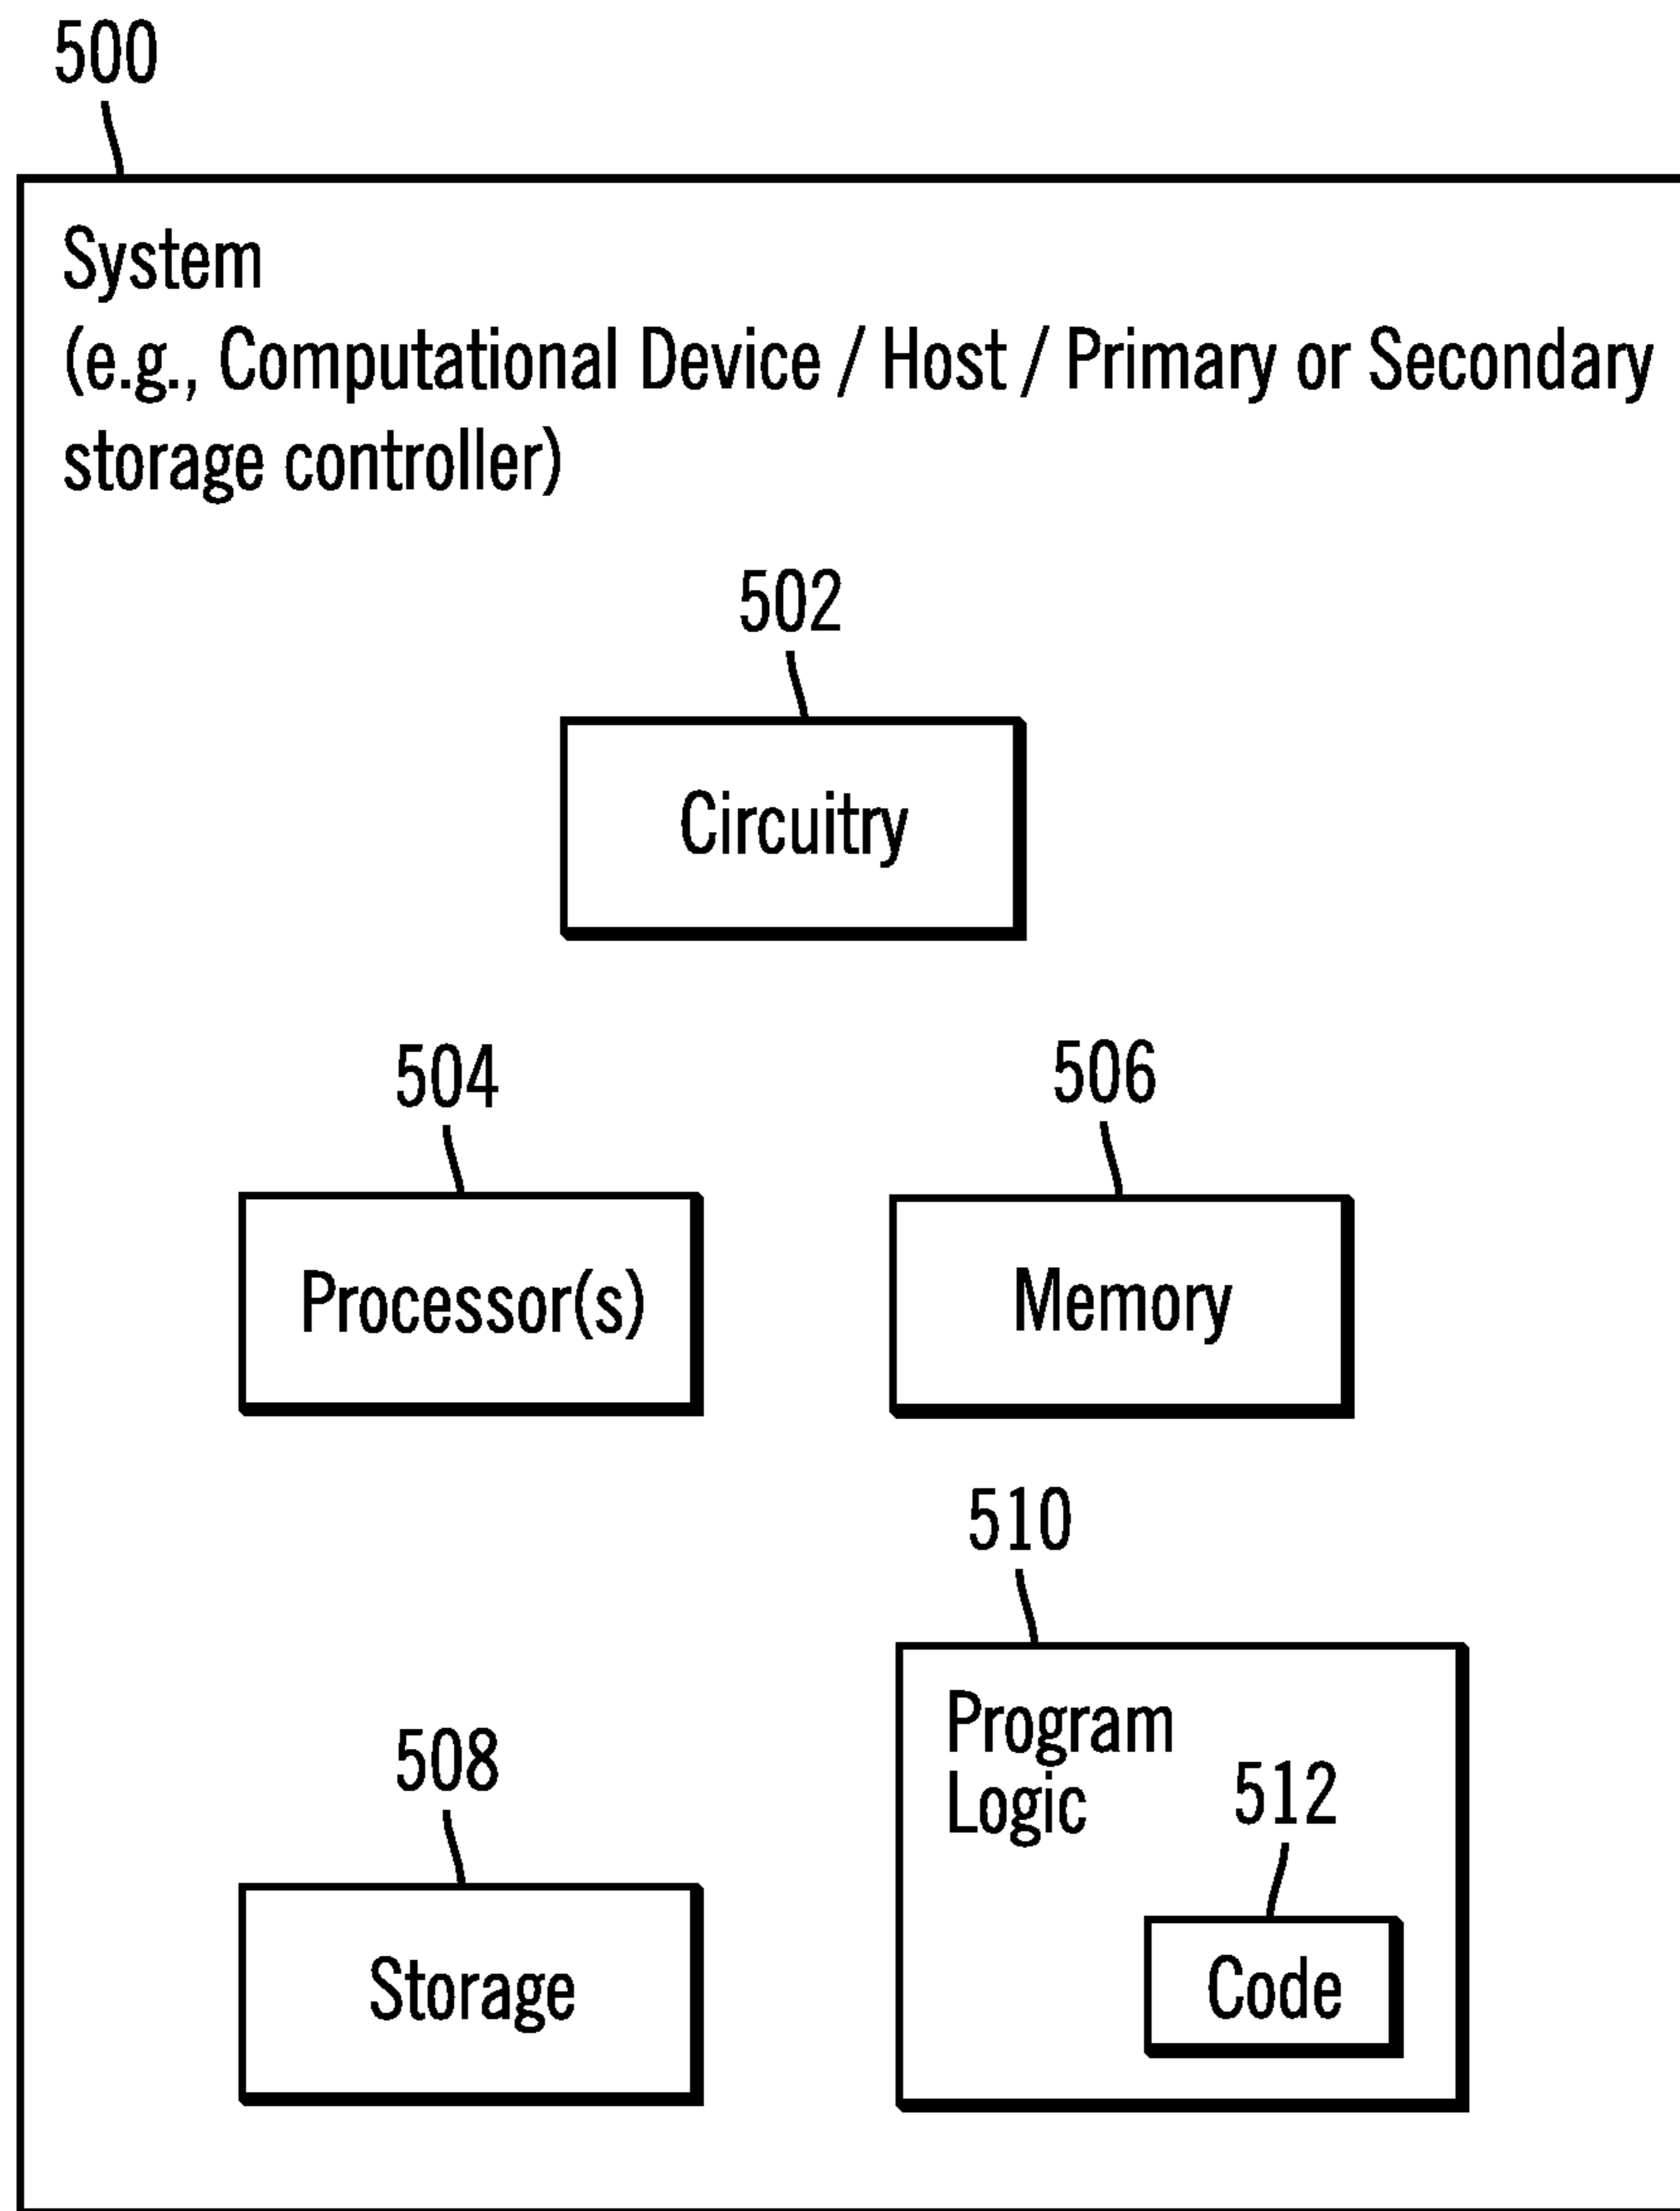 500
System
(e.g., Computational Device / Host / Primary or Secondary
storage controller)
502
Circuitry
504
506
Processor(s)
Memory
510
Program
Logic
508
512
Storage
Code